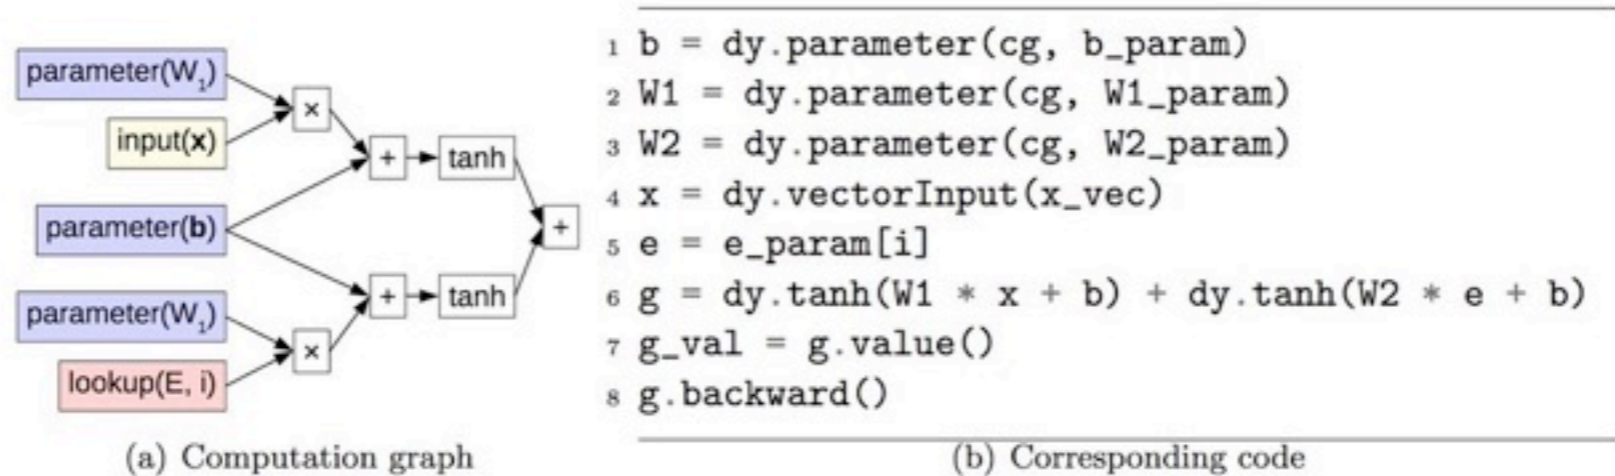 parameter(W₁)
input(x)
parameter(b)
parameter(W₁)
lookup(E, i)
×
+
tanh
+
+
tanh
×
(a) Computation graph
1 b = dy.parameter(cg, b_param)
2 W1 = dy.parameter(cg, W1_param)
3 W2 = dy.parameter(cg, W2_param)
4 x = dy.vectorInput(x_vec)
5 e = e_param[i]
6 g = dy.tanh(W1 * x + b) + dy.tanh(W2 * e + b)
7 g_val = g.value()
8 g.backward()
(b) Corresponding code